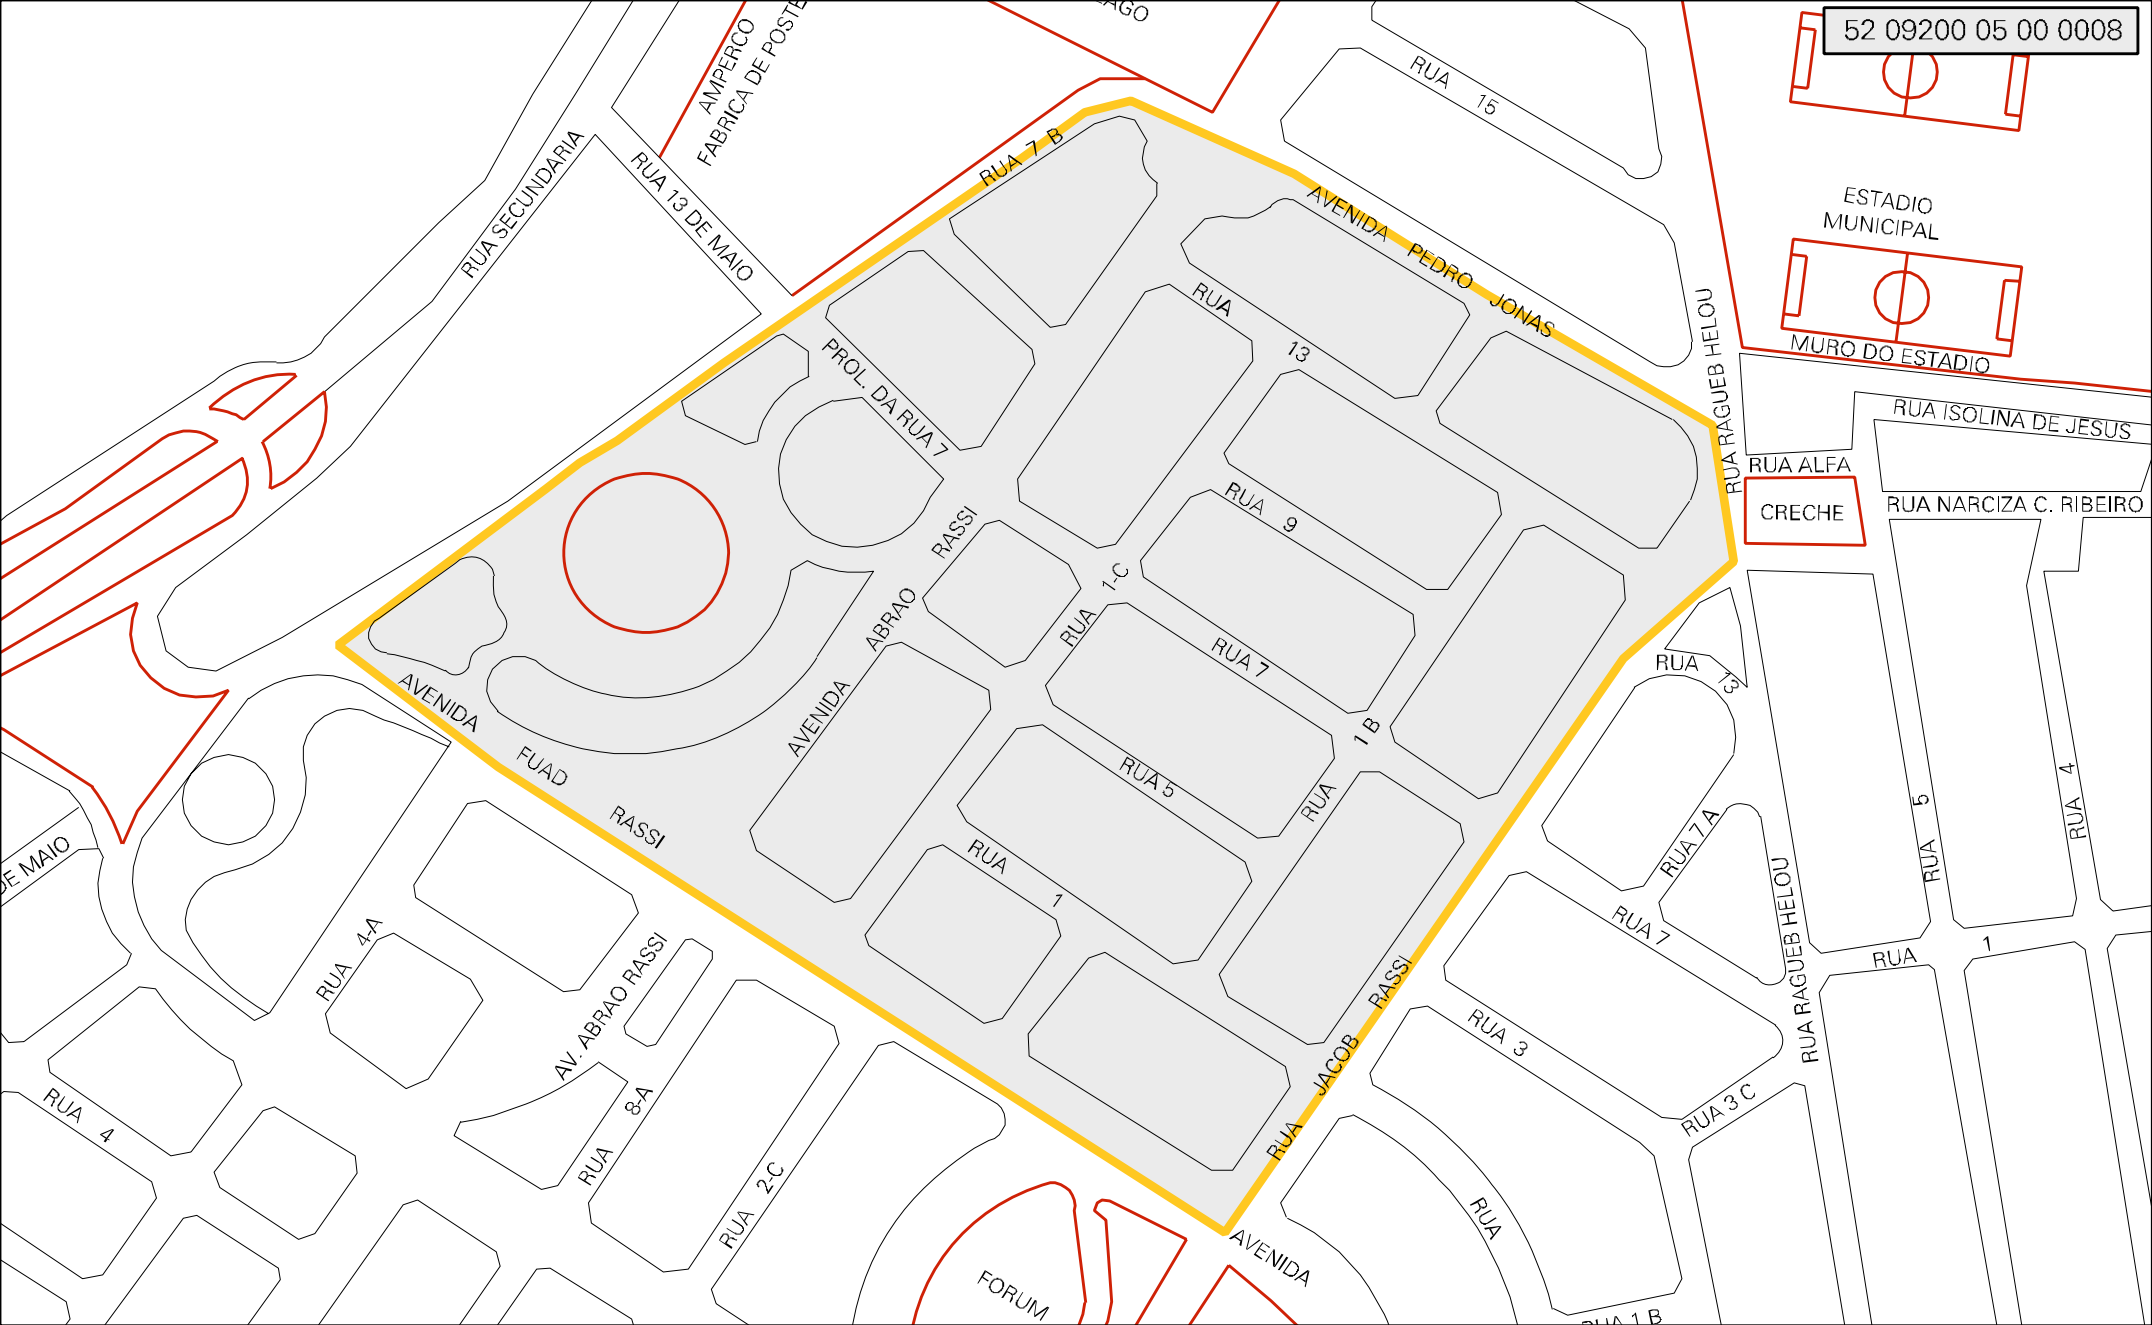 52 09200 05 00 0008
AMPERCO
FABRICA DE POSTE
RUA 15
RUA 7 B
RUA SECUNDARIA
RUA 13 DE MAIO
ESTADIO
MUNICIPAL
AVENIDA PEDRO JONAS
RUA 13
RUA RAGUEB HELOU
MURO DO ESTADIO
PROL. DA RUA 7
RUA ISOLINA DE JESUS
RUA ALFA
RUA NARCIZA C. RIBEIRO
CRECHE
RUA 9
AVENIDA ABRAO RASSI
RUA 1-C
RUA 7
RUA 13
AVENIDA FUAD RASSI
RUA 1 B
RUA 5
RUA 4
RUA 5
RUA 7 A
DE MAIO
RUA 1
RUA 4-A
AV. ABRAO RASSI
RUA 7
RUA RAGUEB HELOU
RUA 1
RUA JACOB RASSI
RUA 3
RUA 3 C
RUA 4
RUA 8-A
RUA 2-C
RUA
AVENIDA
FORUM
RUA 1 B